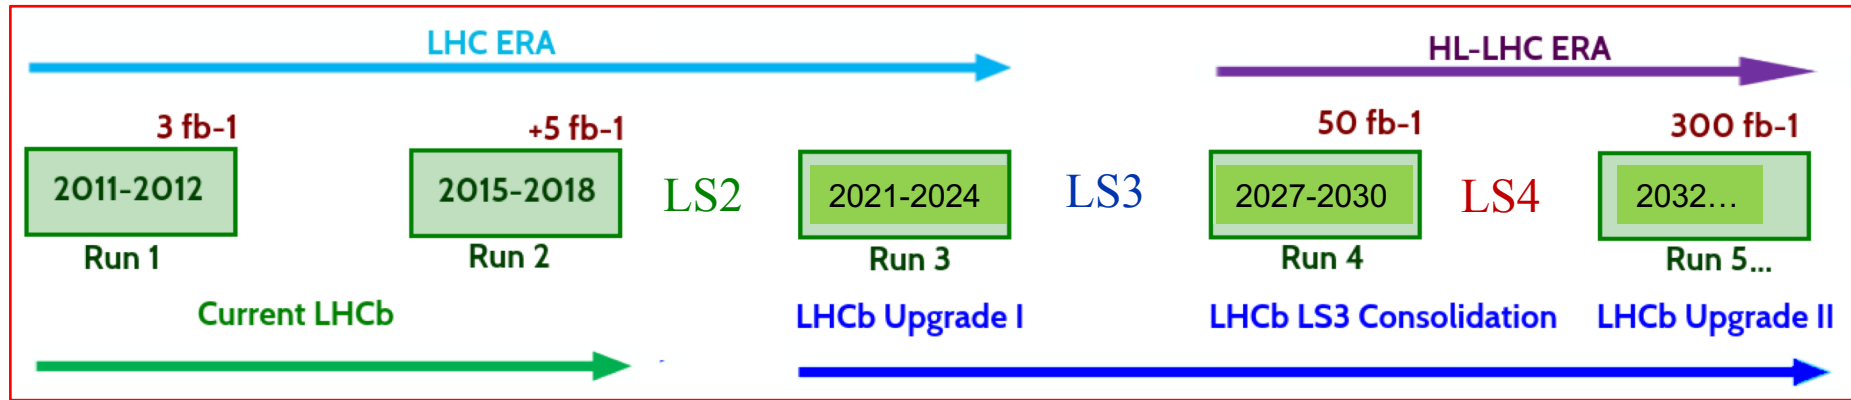 LHC ERA
HL-LHC ERA
3 fb-1
+5 fb-1
50 fb-1
300 fb-1
2011-2012
2015-2018
LS2
2021-2024
LS3
2027-2030
LS4
2032…
Run 1
Run 2
Run 3
Run 4
Run 5...
Current LHCb
LHCb Upgrade I
LHCb LS3 Consolidation
LHCb Upgrade II